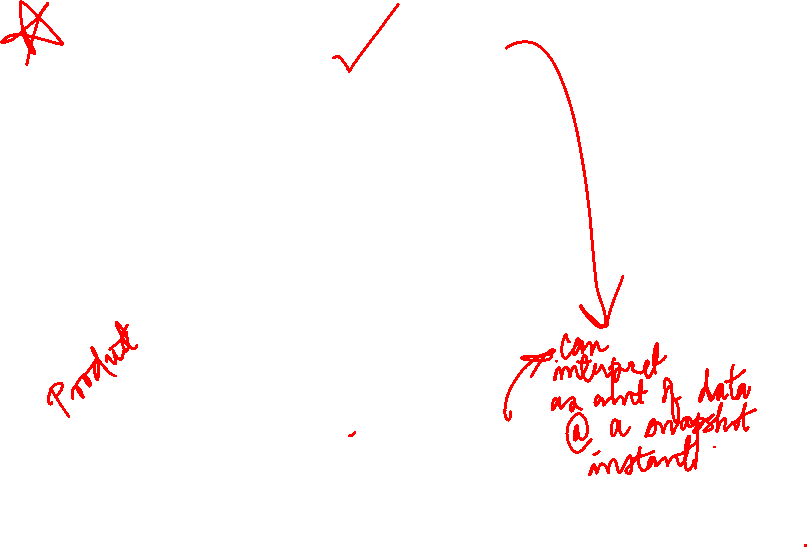 Product
can
interpret
as amt of data
@ a snapshot
instant